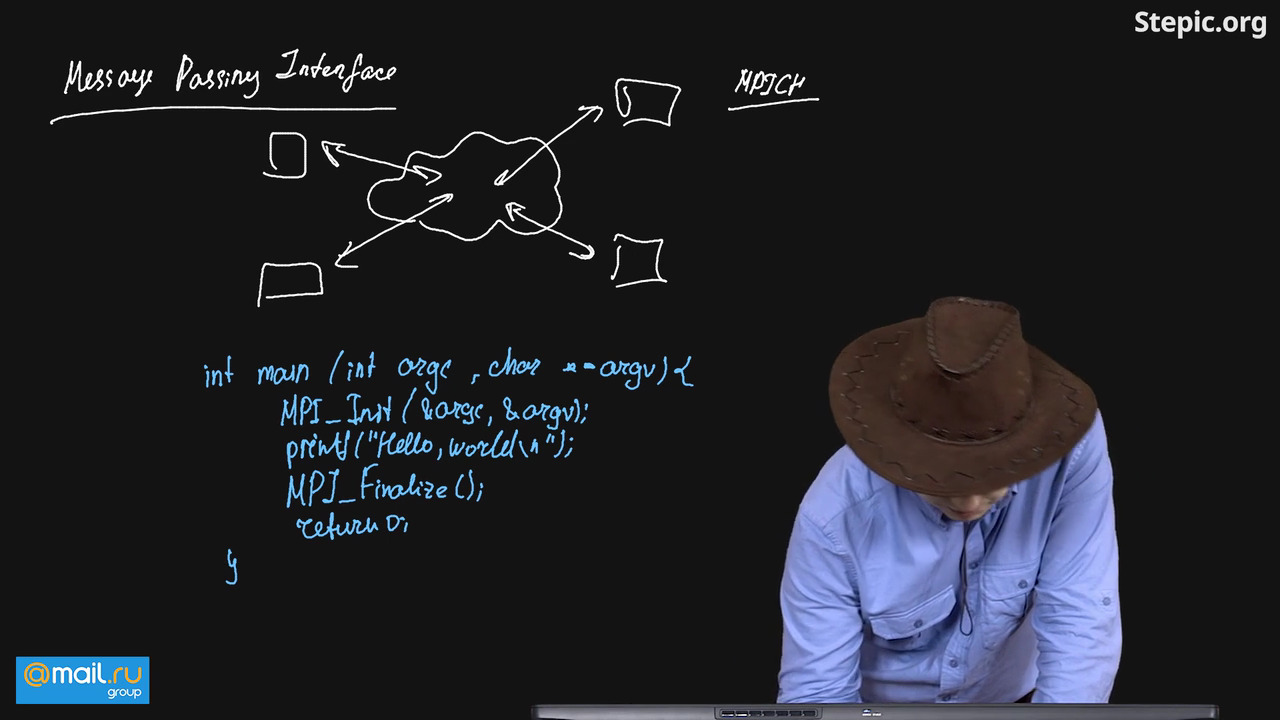 Stepic.org
Message Passing Interface
MPICH
int main (int argc, char **argv) {
MPI_Init (&argc, &argv);
printf ("Hello, world\n");
MPI_Finalize ();
return 0;
}
@mail.ru
group